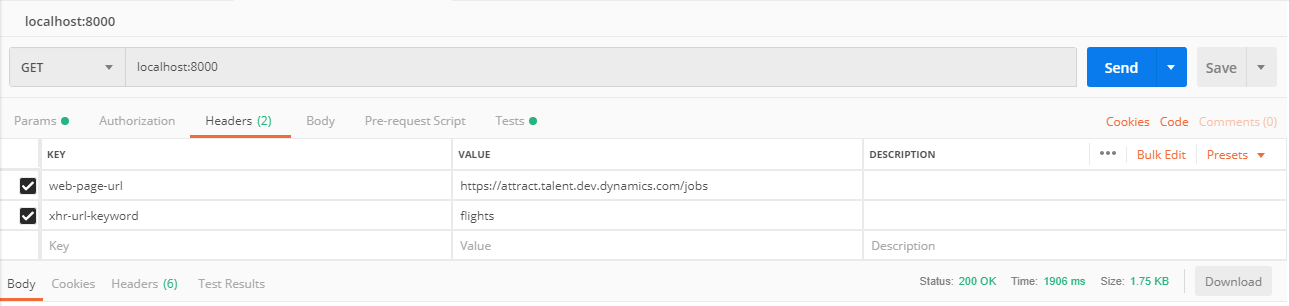 localhost:8000
GET localhost:8000 Send Save
Params Authorization Headers (2) Body Pre-request Script Tests Cookies Code Comments (0)
KEY VALUE DESCRIPTION ••• Bulk Edit Presets
web-page-url https://attract.talent.dev.dynamics.com/jobs
xhr-url-keyword flights
Key Value Description
Body Cookies Headers (6) Test Results Status: 200 OK Time: 1906 ms Size: 1.75 KB Download